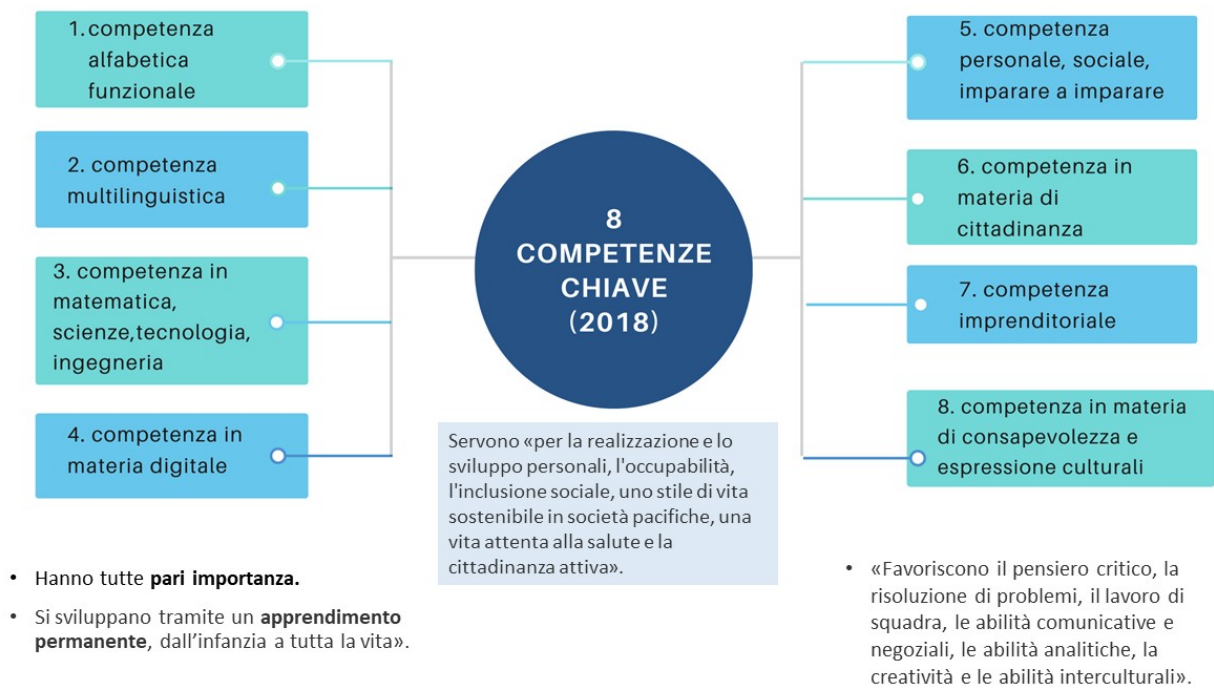 1. competenza
alfabetica
funzionale
2. competenza
multilinguistica
3. competenza in
matematica,
scienze,tecnologia,
ingegneria
4. competenza in
materia digitale
8
COMPETENZE
CHIAVE
(2018)
Servono «per la realizzazione e lo
sviluppo personali, l'occupabilità,
l'inclusione sociale, uno stile di vita
sostenibile in società pacifiche, una
vita attenta alla salute e la
cittadinanza attiva».
5. competenza
personale, sociale,
imparare a imparare
6. competenza in
materia di
cittadinanza
7. competenza
imprenditoriale
8. competenza in materia
di consapevolezza e
espressione culturali
• Hanno tutte pari importanza.
• Si sviluppano tramite un apprendimento
permanente, dall'infanzia a tutta la vita».
• «Favoriscono il pensiero critico, la
risoluzione di problemi, il lavoro di
squadra, le abilità comunicative e
negoziali, le abilità analitiche, la
creatività e le abilità interculturali».